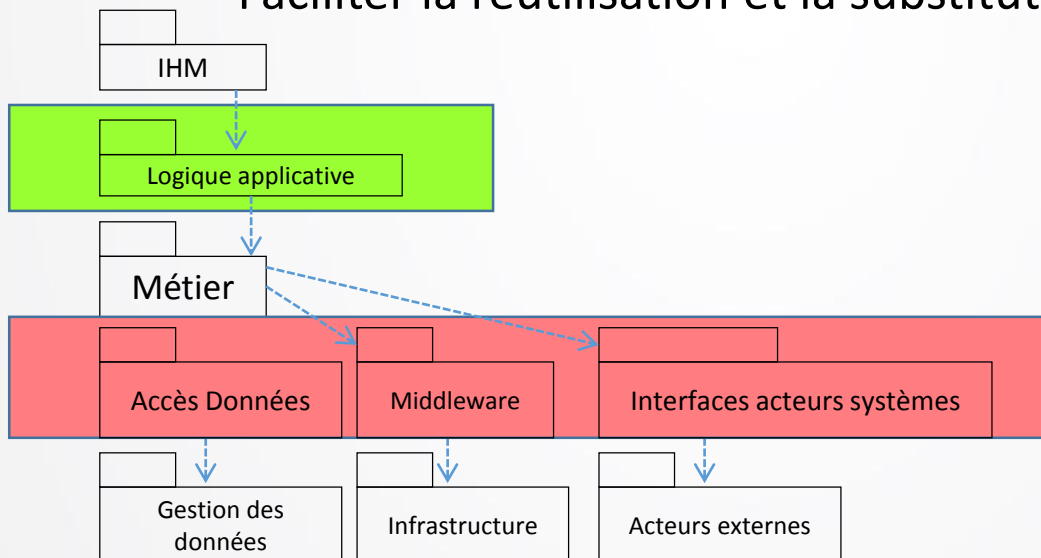 Faciliter la réutilisation et la
IHM
Logique applicative
Métier
Accès Données
Middleware
Interfaces acteurs systèmes
Gestion des
données
Infrastructure
Acteurs externes